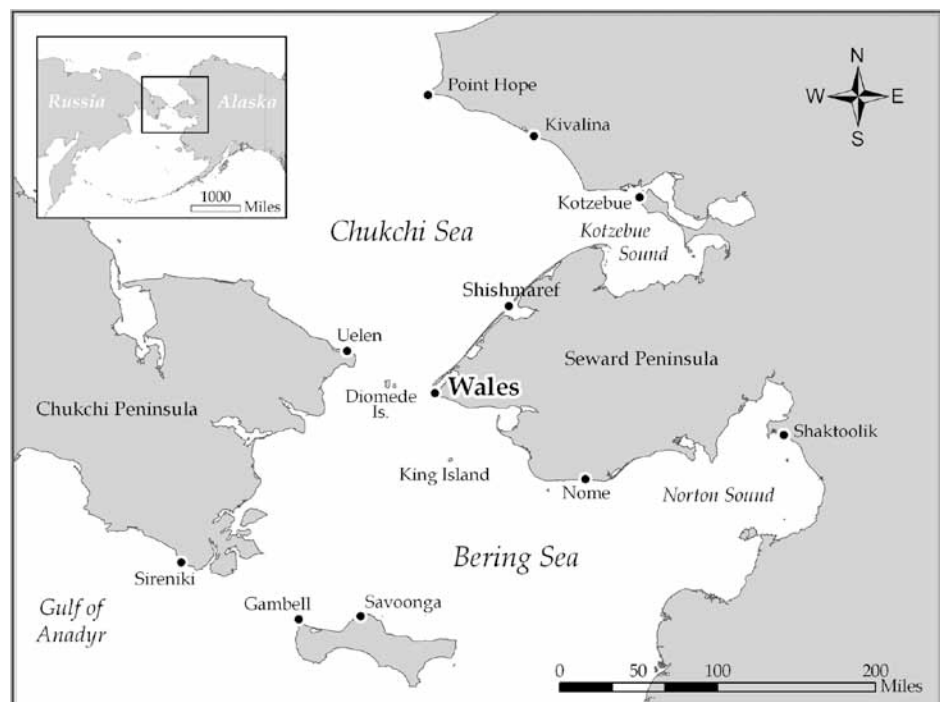 Russia
Alaska
1000
Miles
N
W E
S
Point Hope
Kivalina
Kotzebue
Kotzebue
Sound
Chukchi Sea
Shishmaref
Uelen
Seward Peninsula
Diomede
Is.
Wales
Chukchi Peninsula
Shaktoolik
King Island
Nome
Norton Sound
Bering Sea
Sireniki
Gulf of
Anadyr
Gambell
Savoonga
0 50 100 200
Miles